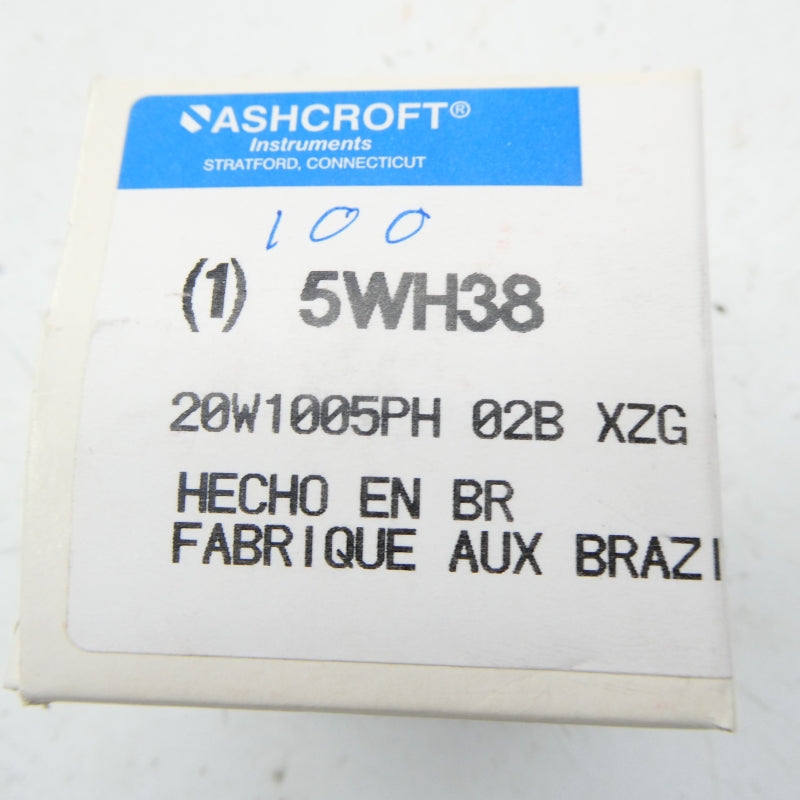 ASHCROFT®
Instruments
STRATFORD, CONNECTICUT
100
(1) 5WH38
20W1005PH 02B XZG
HECHO EN BR
FABRIQUE AUX BRAZI